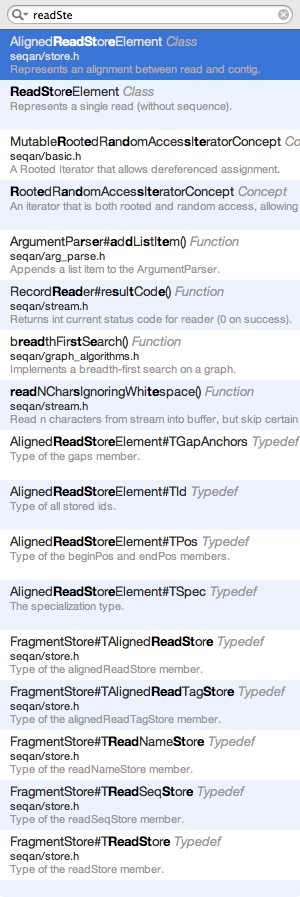 readSte
AlignedReadStoreElement Class
seqan/store.h
Represents an alignment between read and contig.
ReadStoreElement Class
Represents a single read (without sequence).
MutableRootedRandomAccessIteratorConcept Co
seqan/basic.h
A Rooted Iterator that allows dereferenced assignment.
RootedRandomAccessIteratorConcept Concept
An iterator that is both rooted and random access, allowing
ArgumentParser#addListItem() Function
seqan/arg_parse.h
Appends a list item to the ArgumentParser.
RecordReader#resultCode() Function
seqan/stream.h
Returns int current status code for reader (0 on success).
breadthFirstSearch() Function
seqan/graph_algorithms.h
Implements a breadth-first search on a graph.
readNCharsIgnoringWhitespace() Function
seqan/stream.h
Read n characters from stream into buffer, but skip certain
AlignedReadStoreElement#TGapAnchors Typedef
Type of the gaps member.
AlignedReadStoreElement#TId Typedef
Type of all stored ids.
AlignedReadStoreElement#TPos Typedef
Type of the beginPos and endPos members.
AlignedReadStoreElement#TSpec Typedef
The specialization type.
FragmentStore#TAlignedReadStore Typedef
seqan/store.h
Type of the alignedReadStore member.
FragmentStore#TAlignedReadTagStore Typedef
seqan/store.h
Type of the alignedReadTagStore member.
FragmentStore#TReadNameStore Typedef
seqan/store.h
Type of the readNameStore member.
FragmentStore#TReadSeqStore Typedef
seqan/store.h
Type of the readSeqStore member.
FragmentStore#TReadStore Typedef
seqan/store.h
Type of the readStore member.